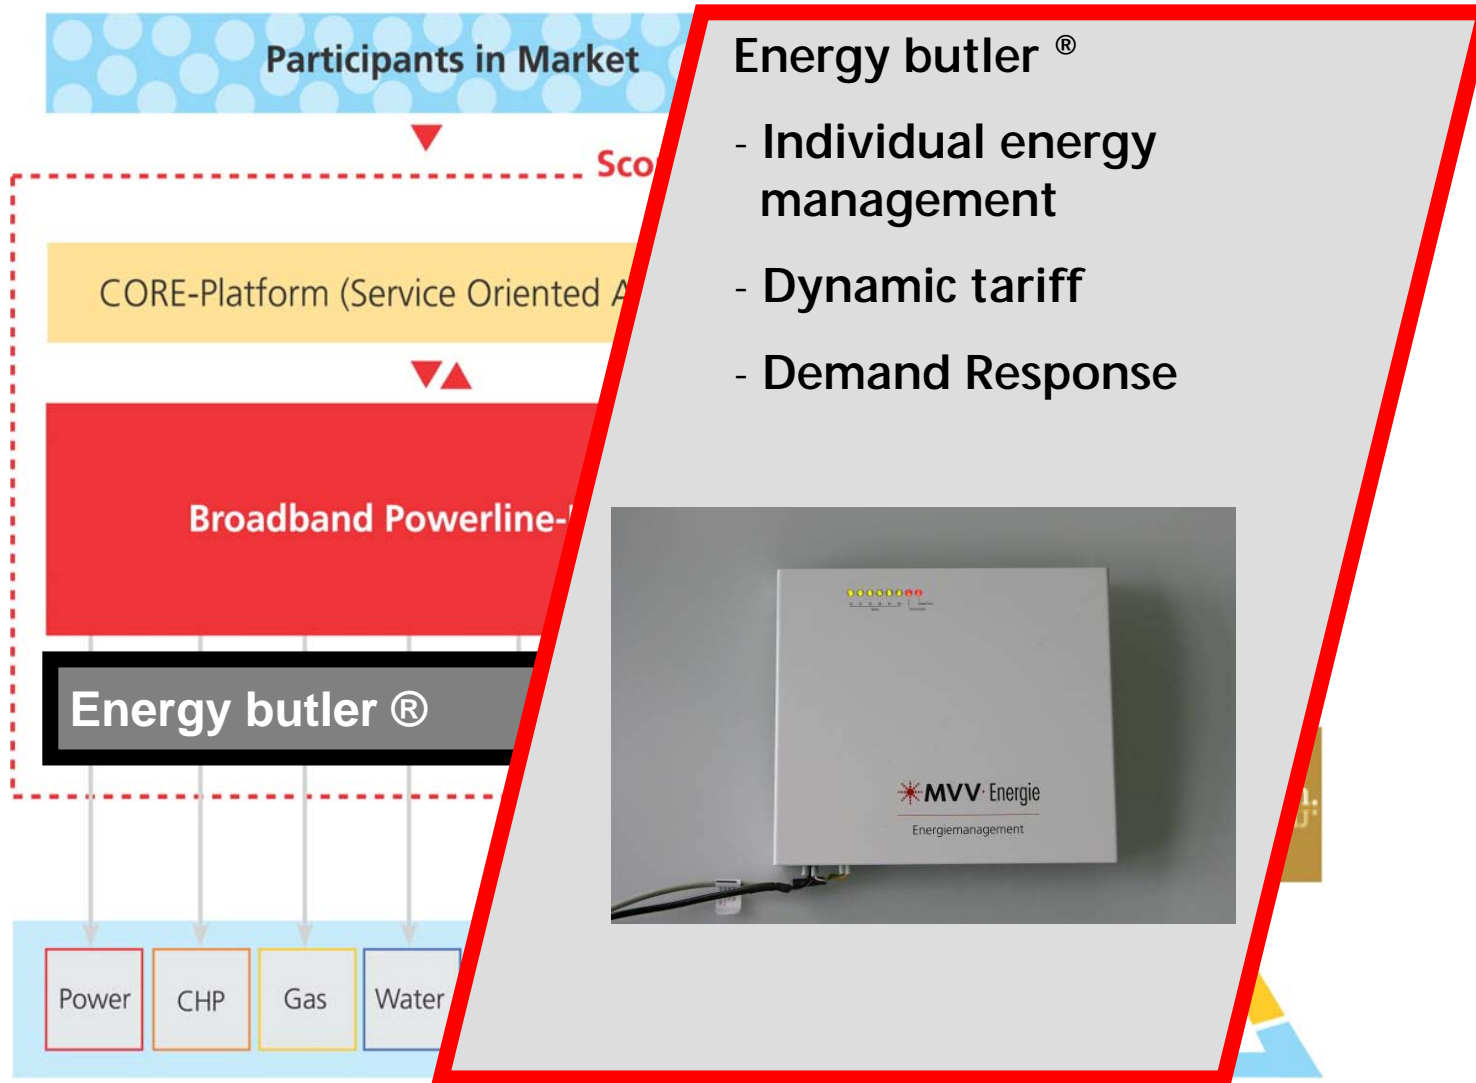 Participants in Market
Sco
CORE-Platform (Service Oriented A
Broadband Powerline-
Energy butler ®
Power
CHP
Gas
Water
Energy butler ®
- Individual energy
management
- Dynamic tariff
- Demand Response
MVV Energie
Energiemanagement